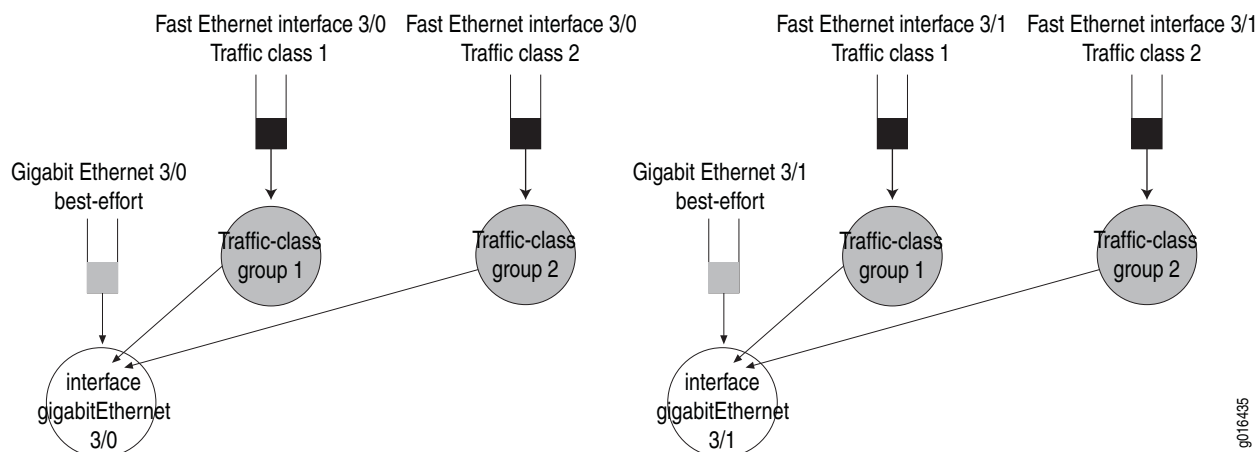 Fast Ethernet interface 3/0
Traffic class 1
Fast Ethernet interface 3/0
Traffic class 2
Gigabit Ethernet 3/0
best-effort
Traffic-class
group 1
Traffic-class
group 2
interface
gigabitEthernet
3/0
Fast Ethernet interface 3/1
Traffic class 1
Fast Ethernet interface 3/1
Traffic class 2
Gigabit Ethernet 3/1
best-effort
Traffic-class
group 1
Traffic-class
group 2
interface
gigabitEthernet
3/1
g016435